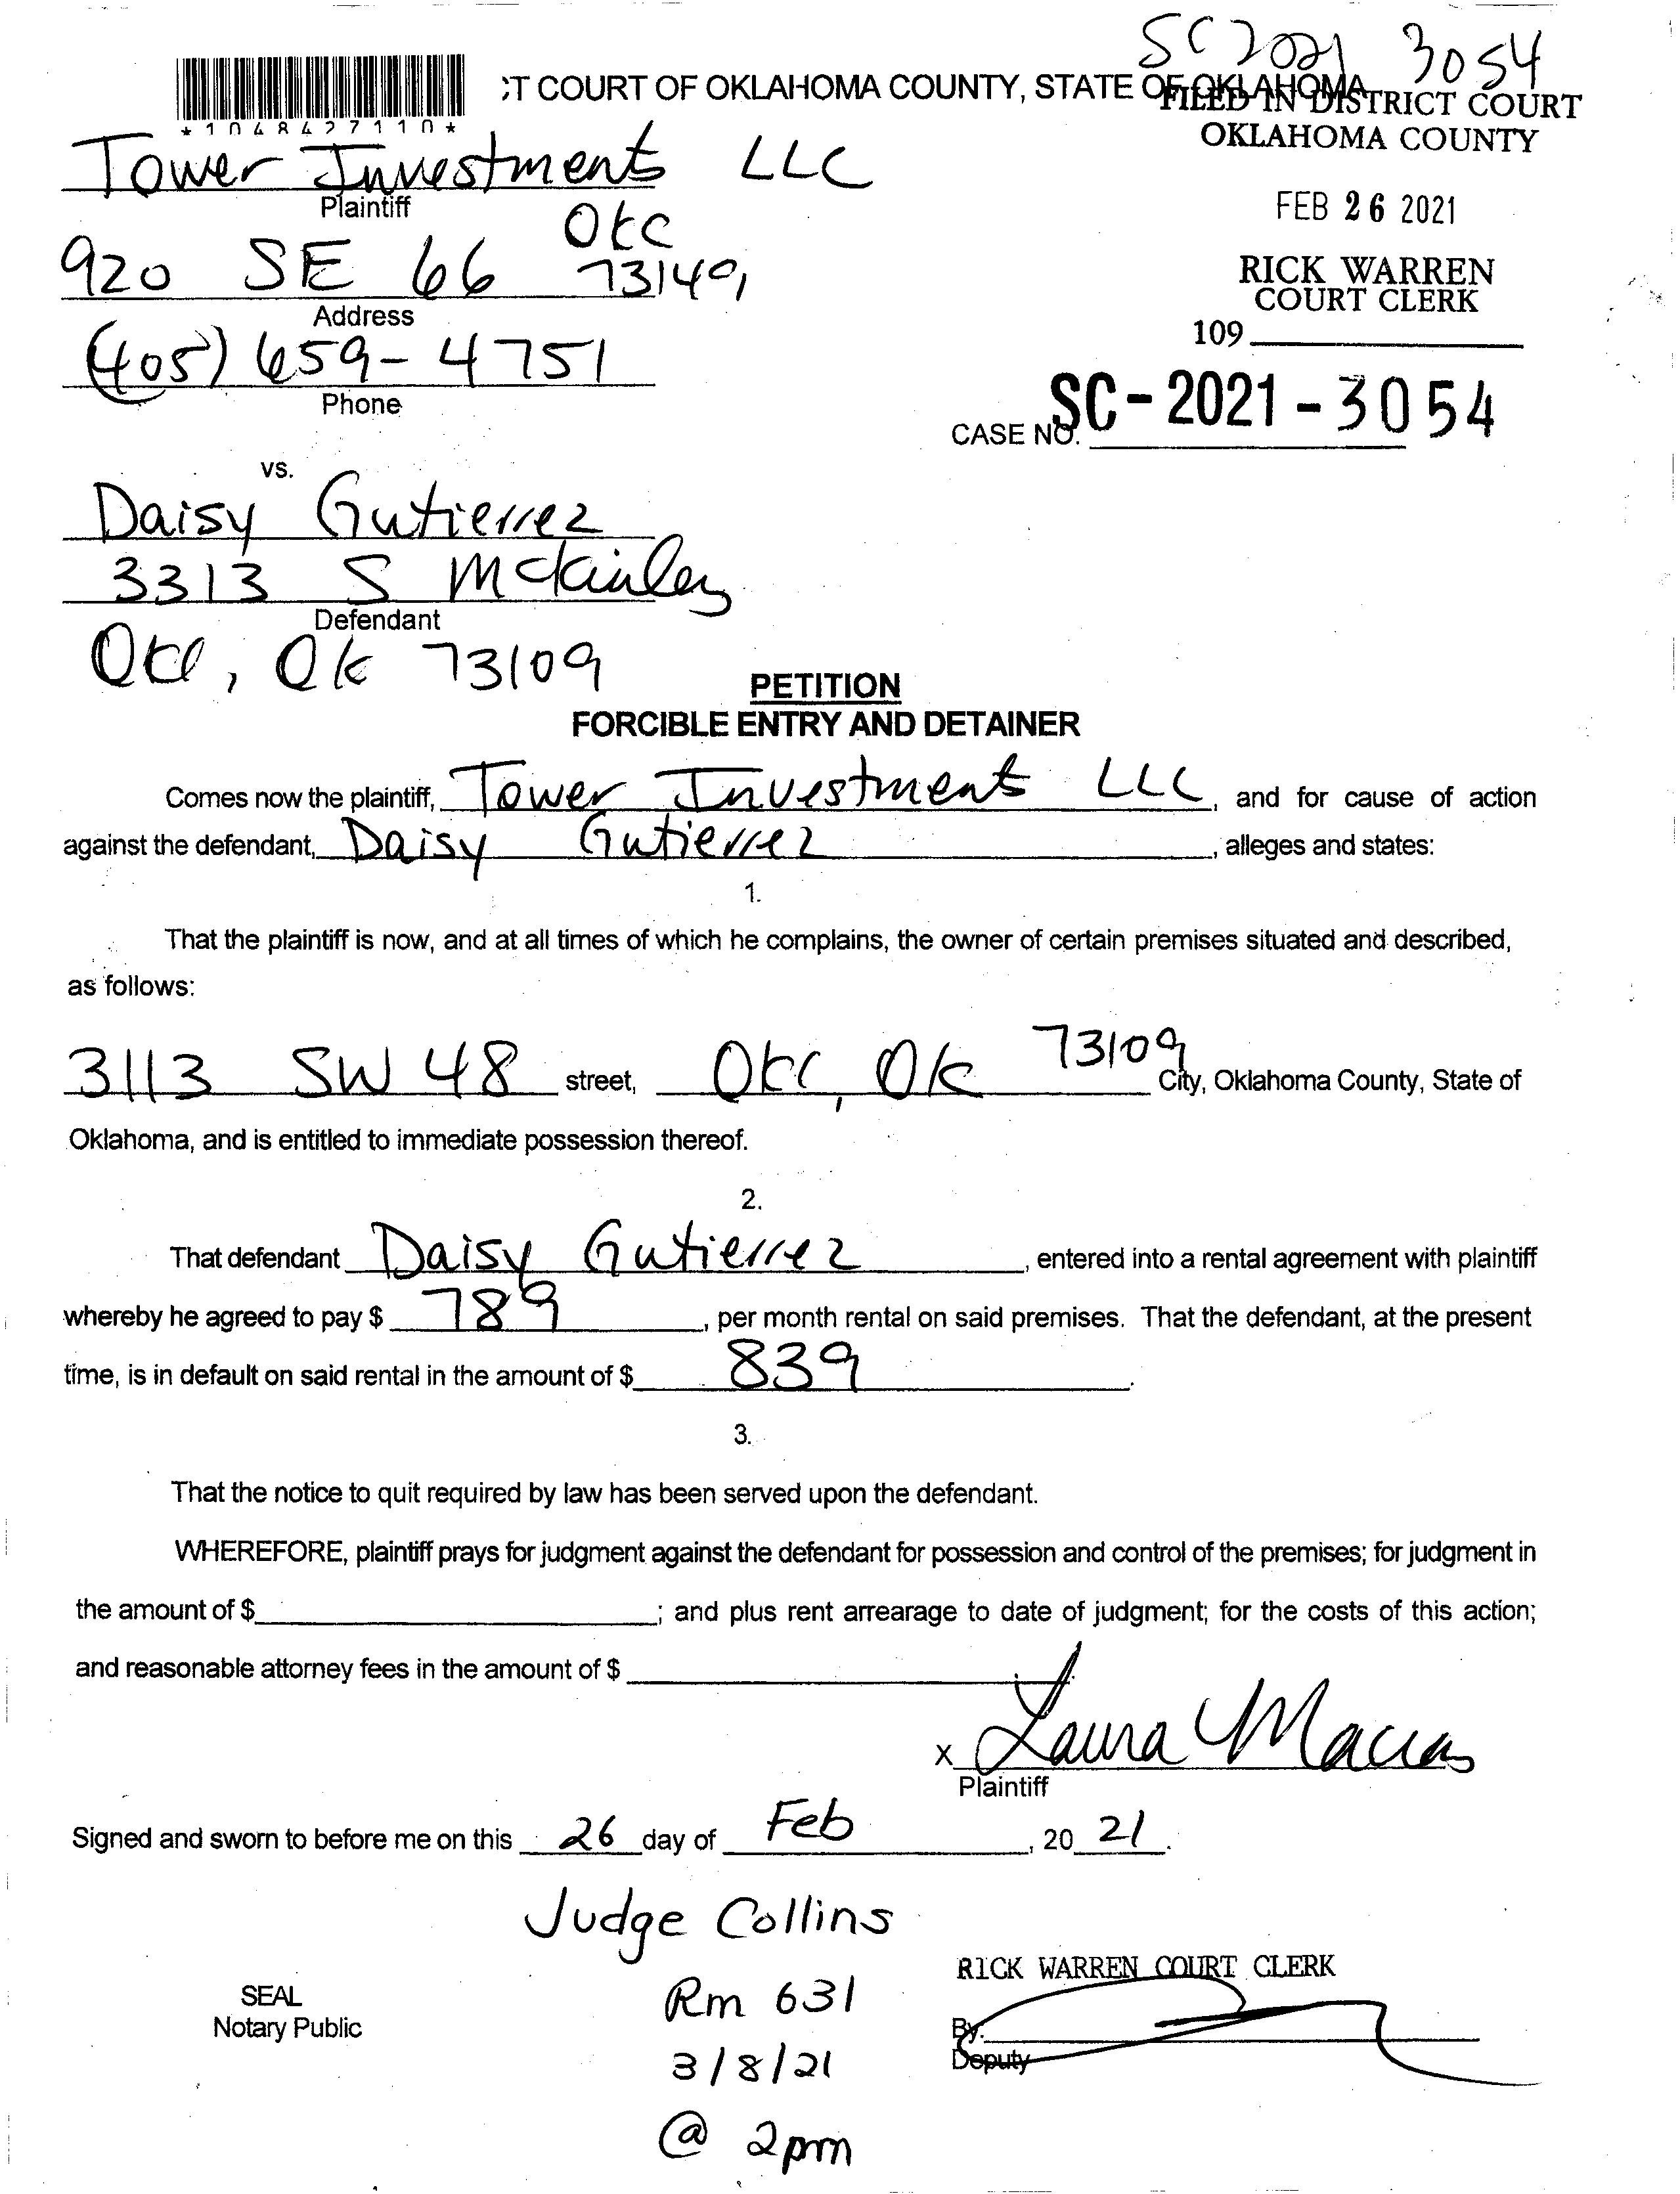 SC 2021 3054
:T COURT OF OKLAHOMA COUNTY, STATE OF OKLAHOMA
FILED IN DISTRICT COURT
OKLAHOMA COUNTY
*1048427110*
Tower Investments LLC
Plaintiff
FEB 26 2021
OKC
920 SE 66 73149
Address
RICK WARREN
COURT CLERK
109
(405) 659-4751
Phone
CASE NO. SC-2021-3054
vs.
Daisy Gutierrez
3313 S Mckinley
Defendant
OKC, Ok 73109
PETITION
FORCIBLE ENTRY AND DETAINER
Comes now the plaintiff, Tower Investments LLC, and for cause of action
against the defendant, Daisy Gutierrez, alleges and states:
1.
That the plaintiff is now, and at all times of which he complains, the owner of certain premises situated and described,
as follows:
3113 SW 48 street, OKC, OK 73109 City, Oklahoma County, State of
Oklahoma, and is entitled to immediate possession thereof.
2.
That defendant Daisy Gutierrez, entered into a rental agreement with plaintiff
whereby he agreed to pay $ 789, per month rental on said premises. That the defendant, at the present
time, is in default on said rental in the amount of $ 839.
3.
That the notice to quit required by law has been served upon the defendant.
WHEREFORE, plaintiff prays for judgment against the defendant for possession and control of the premises; for judgment in
the amount of $ ; and plus rent arrearage to date of judgment; for the costs of this action;
and reasonable attorney fees in the amount of $ .
x Laura Macias
Plaintiff
Signed and sworn to before me on this 26 day of Feb, 20 21.
Judge Collins
RICK WARREN COURT CLERK
SEAL
Notary Public
Rm 631
By:
Deputy
3/8/21
@ 2pm